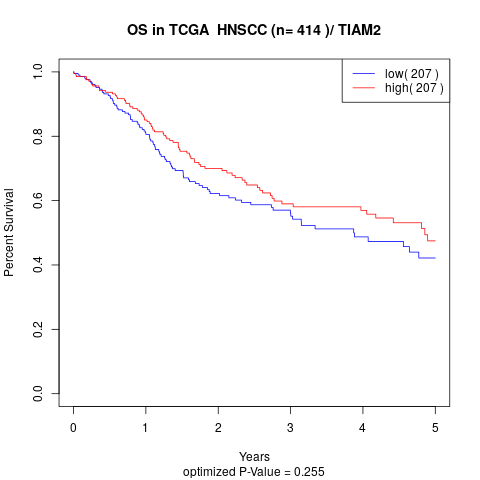 OS in TCGA  HNSCC (n= 414 )/ TIAM2
low( 207 )
high( 207 )
Percent Survival
1.0
0.8
0.6
0.4
0.2
0.0
0 1 2 3 4 5
Years
optimized P-Value = 0.255